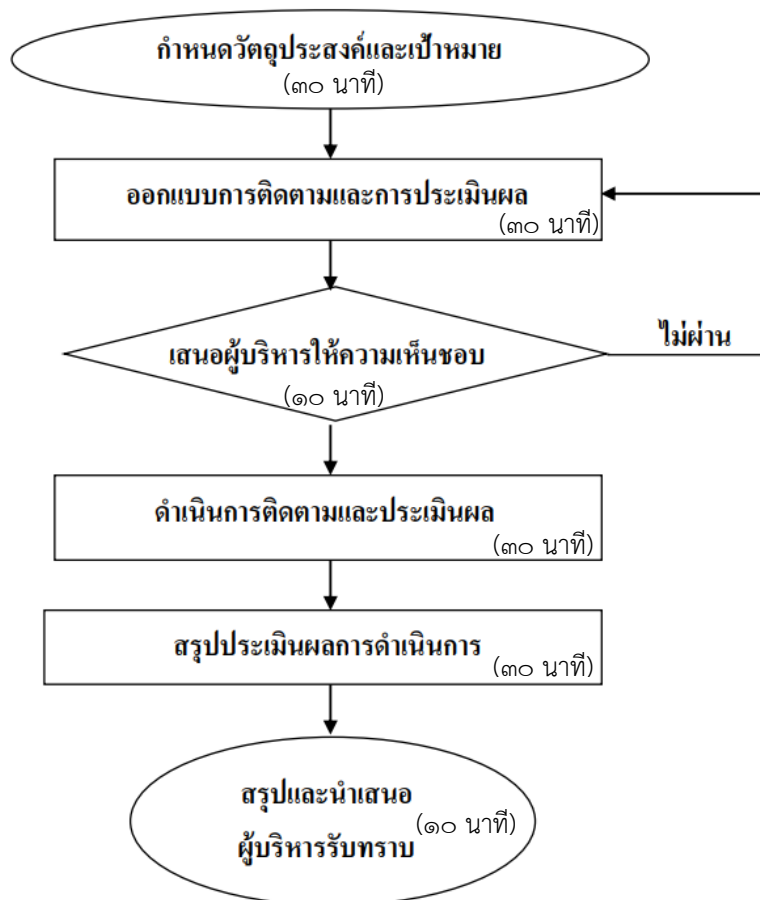 กำหนดวัตถุประสงค์และเป้าหมาย
(๓๐ นาที)
ออกแบบการติดตามและการประเมินผล
(๓๐ นาที)
เสนอผู้บริหารให้ความเห็นชอบ
(๑๐ นาที)
ไม่ผ่าน
ดำเนินการติดตามและประเมินผล
(๓๐ นาที)
สรุปประเมินผลการดำเนินการ
(๓๐ นาที)
สรุปและนำเสนอ
(๑๐ นาที)
ผู้บริหารรับทราบ